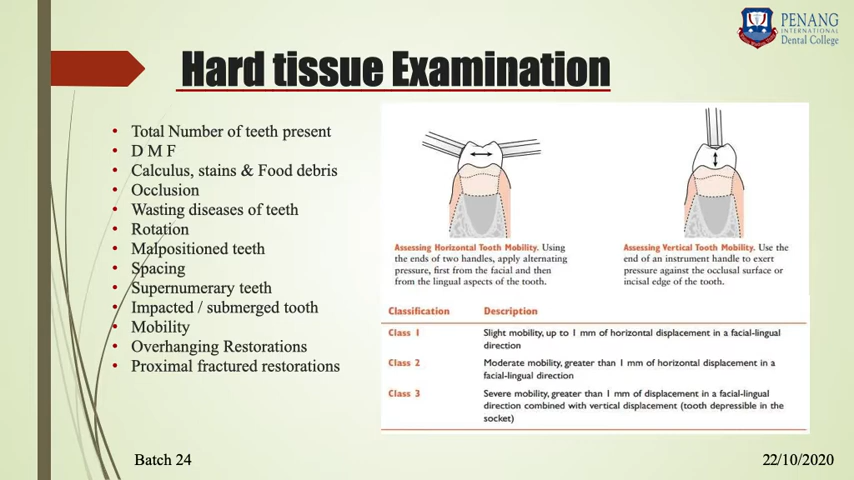 PENANG
INTERNATIONAL
Dental College
Hard tissue Examination
• Total Number of teeth present
• D M F
• Calculus, stains & Food debris
• Occlusion
• Wasting diseases of teeth
• Rotation
• Malpositioned teeth
• Spacing
• Supernumerary teeth
• Impacted / submerged tooth
• Mobility
• Overhanging Restorations
• Proximal fractured restorations
Assessing Horizontal Tooth Mobility. Using
the ends of two handles, apply alternating
pressure, first from the facial and then
from the lingual aspects of the tooth.
Assessing Vertical Tooth Mobility. Use the
end of an instrument handle to exert
pressure against the occlusal surface or
incisal edge of the tooth.
Classification Description
Class 1 Slight mobility, up to 1 mm of horizontal displacement in a facial-lingual
direction
Class 2 Moderate mobility, greater than 1 mm of horizontal displacement in a
facial-lingual direction
Class 3 Severe mobility, greater than 1 mm of displacement in a facial-lingual
direction combined with vertical displacement (tooth depressible in the
socket)
Batch 24
22/10/2020